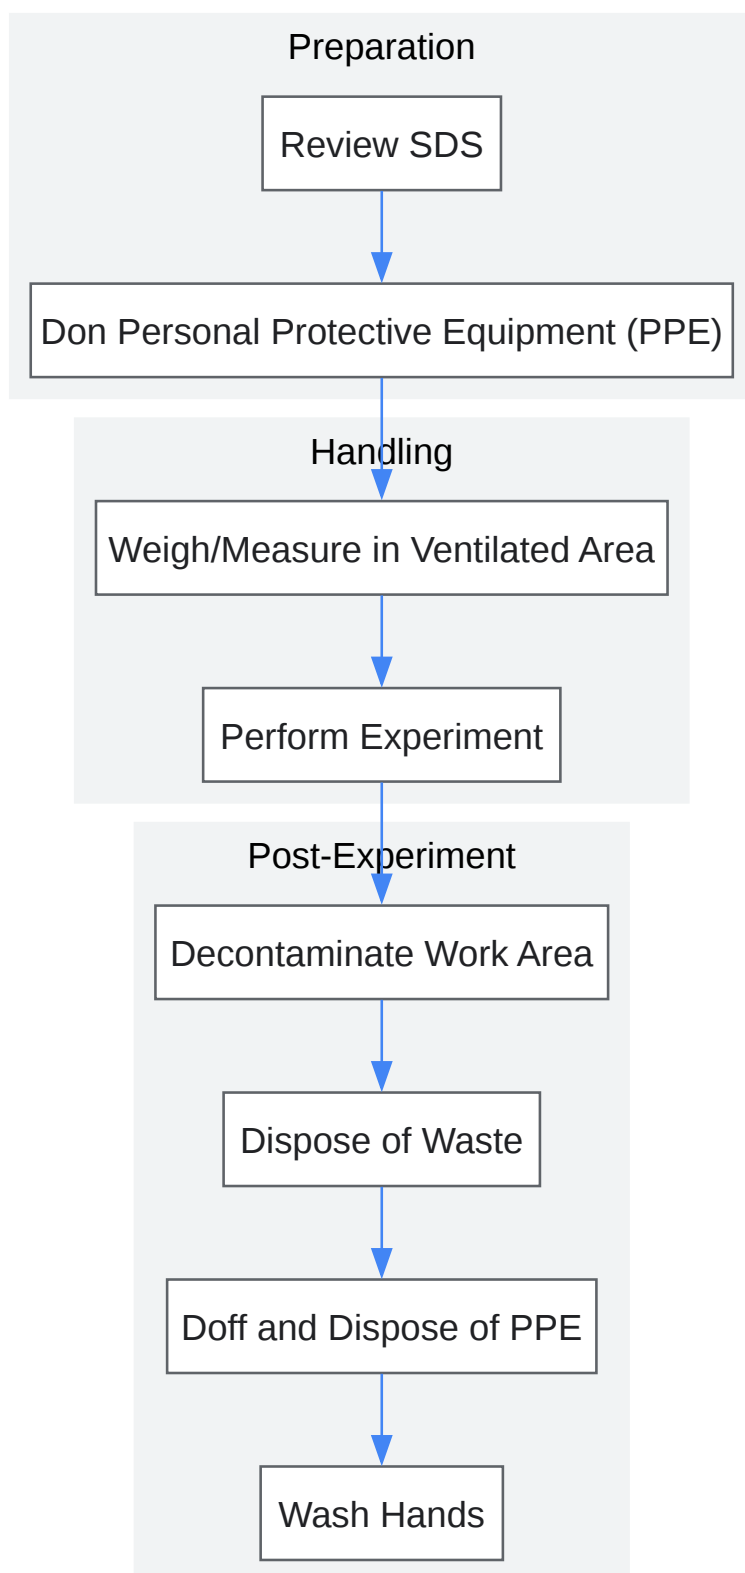 Preparation
Review SDS
Don Personal Protective Equipment (PPE)
Handling
Weigh/Measure in Ventilated Area
Perform Experiment
Post-Experiment
Decontaminate Work Area
Dispose of Waste
Doff and Dispose of PPE
Wash Hands